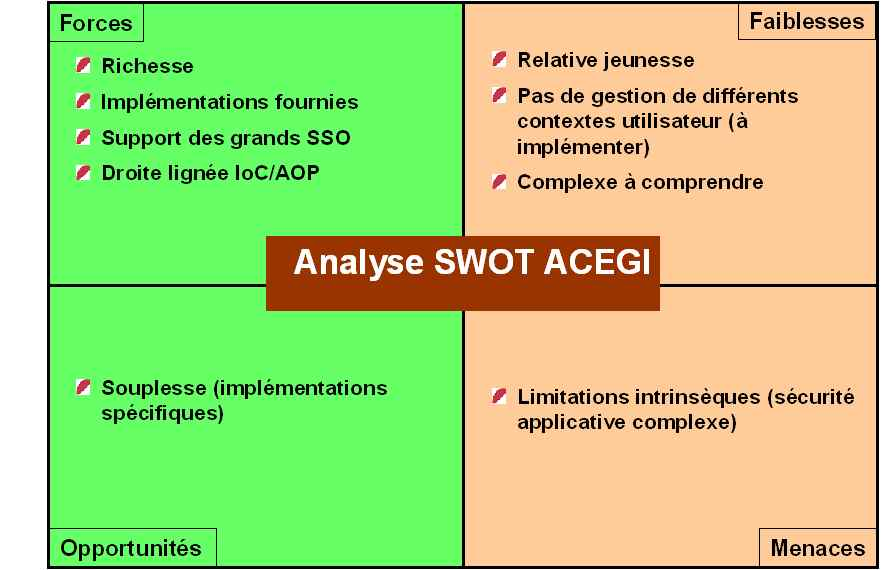 Forces
Richesse
Implémentations fournies
Support des grands SSO
Droite lignée IoC/AOP
Faiblesses
Relative jeunesse
Pas de gestion de différents
contextes utilisateur (à
implémenter)
Complexe à comprendre
Analyse SWOT ACEGI
Souplesse (implémentations
spécifiques)
Opportunités
Limitations intrinsèques (sécurité
applicative complexe)
Menaces